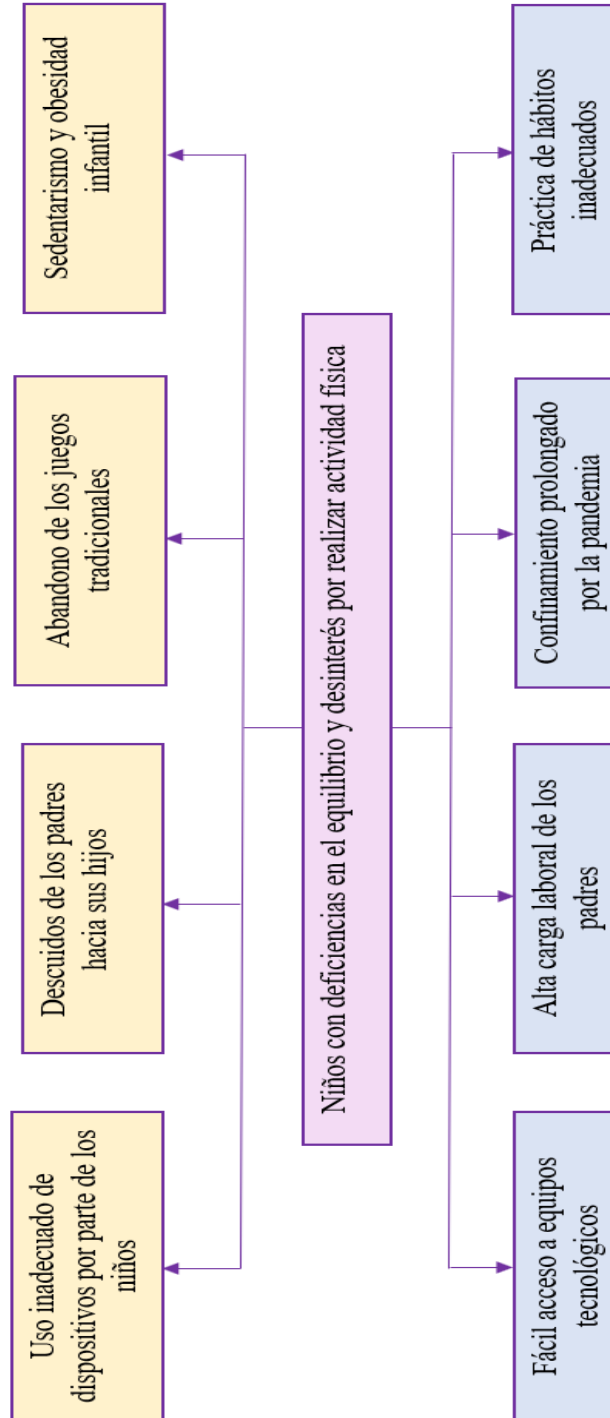 Uso inadecuado de
dispositivos por parte de los
niños
Descuidos de los padres
hacia sus hijos
Abandono de los juegos
tradicionales
Sedentarismo y obesidad
infantil
Niños con deficiencias en el equilibrio y desinterés por realizar actividad física
Fácil acceso a equipos
tecnológicos
Alta carga laboral de los
padres
Confinamiento prolongado
por la pandemia
Práctica de hábitos
inadecuados